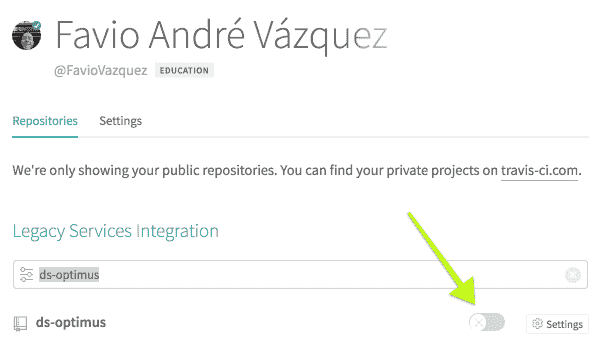 Favio André Vázquez
@FavioVazquez EDUCATION
Repositories Settings
We're only showing your public repositories. You can find your private projects on travis-ci.com.
Legacy Services Integration
ds-optimus
ds-optimus Settings